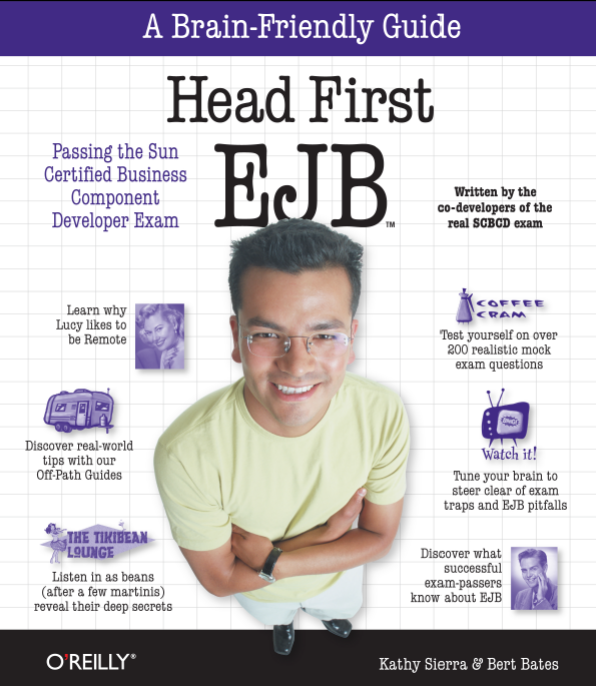 A Brain-Friendly Guide
Head First
EJB™
Passing the Sun
Certified Business
Component
Developer Exam
Written by the
co-developers of the
real SCBCD exam
Learn why
Lucy likes to
be Remote
Discover real-world
tips with our
Off-Path Guides
THE TIKIBEAN
LOUNGE
Listen in as beans
(after a few martinis)
reveal their deep secrets
COFFEE
CRAM
Test yourself on over
200 realistic mock
exam questions
Watch it!
Tune your brain to
steer clear of exam
traps and EJB pitfalls
Discover what
successful
exam-passers
know about EJB
O'REILLY®
Kathy Sierra & Bert Bates